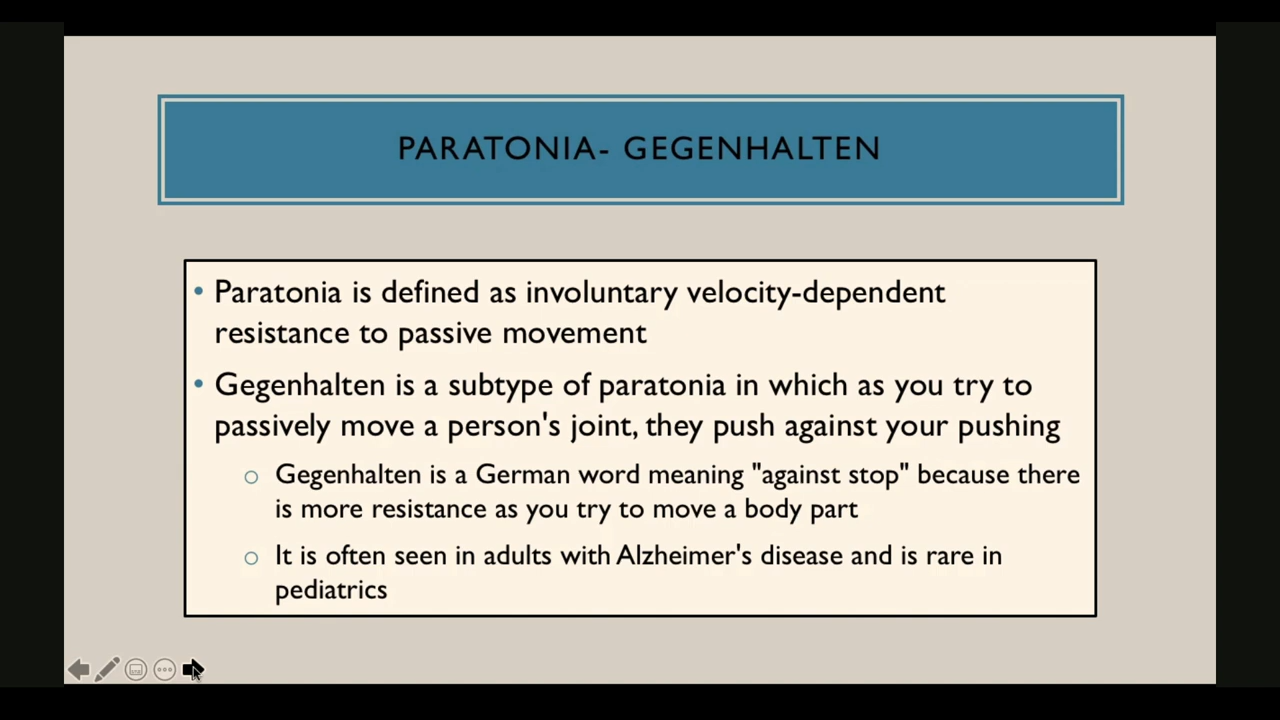 PARATONIA- GEGENHALTEN
• Paratonia is defined as involuntary velocity-dependent
resistance to passive movement
• Gegenhalten is a subtype of paratonia in which as you try to
passively move a person's joint, they push against your pushing
o Gegenhalten is a German word meaning "against stop" because there
is more resistance as you try to move a body part
o It is often seen in adults with Alzheimer's disease and is rare in
pediatrics